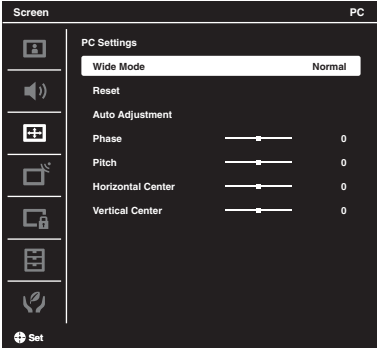 Screen PC
PC Settings
Wide Mode Normal
Reset
Auto Adjustment
Phase 0
Pitch 0
Horizontal Center 0
Vertical Center 0
Set